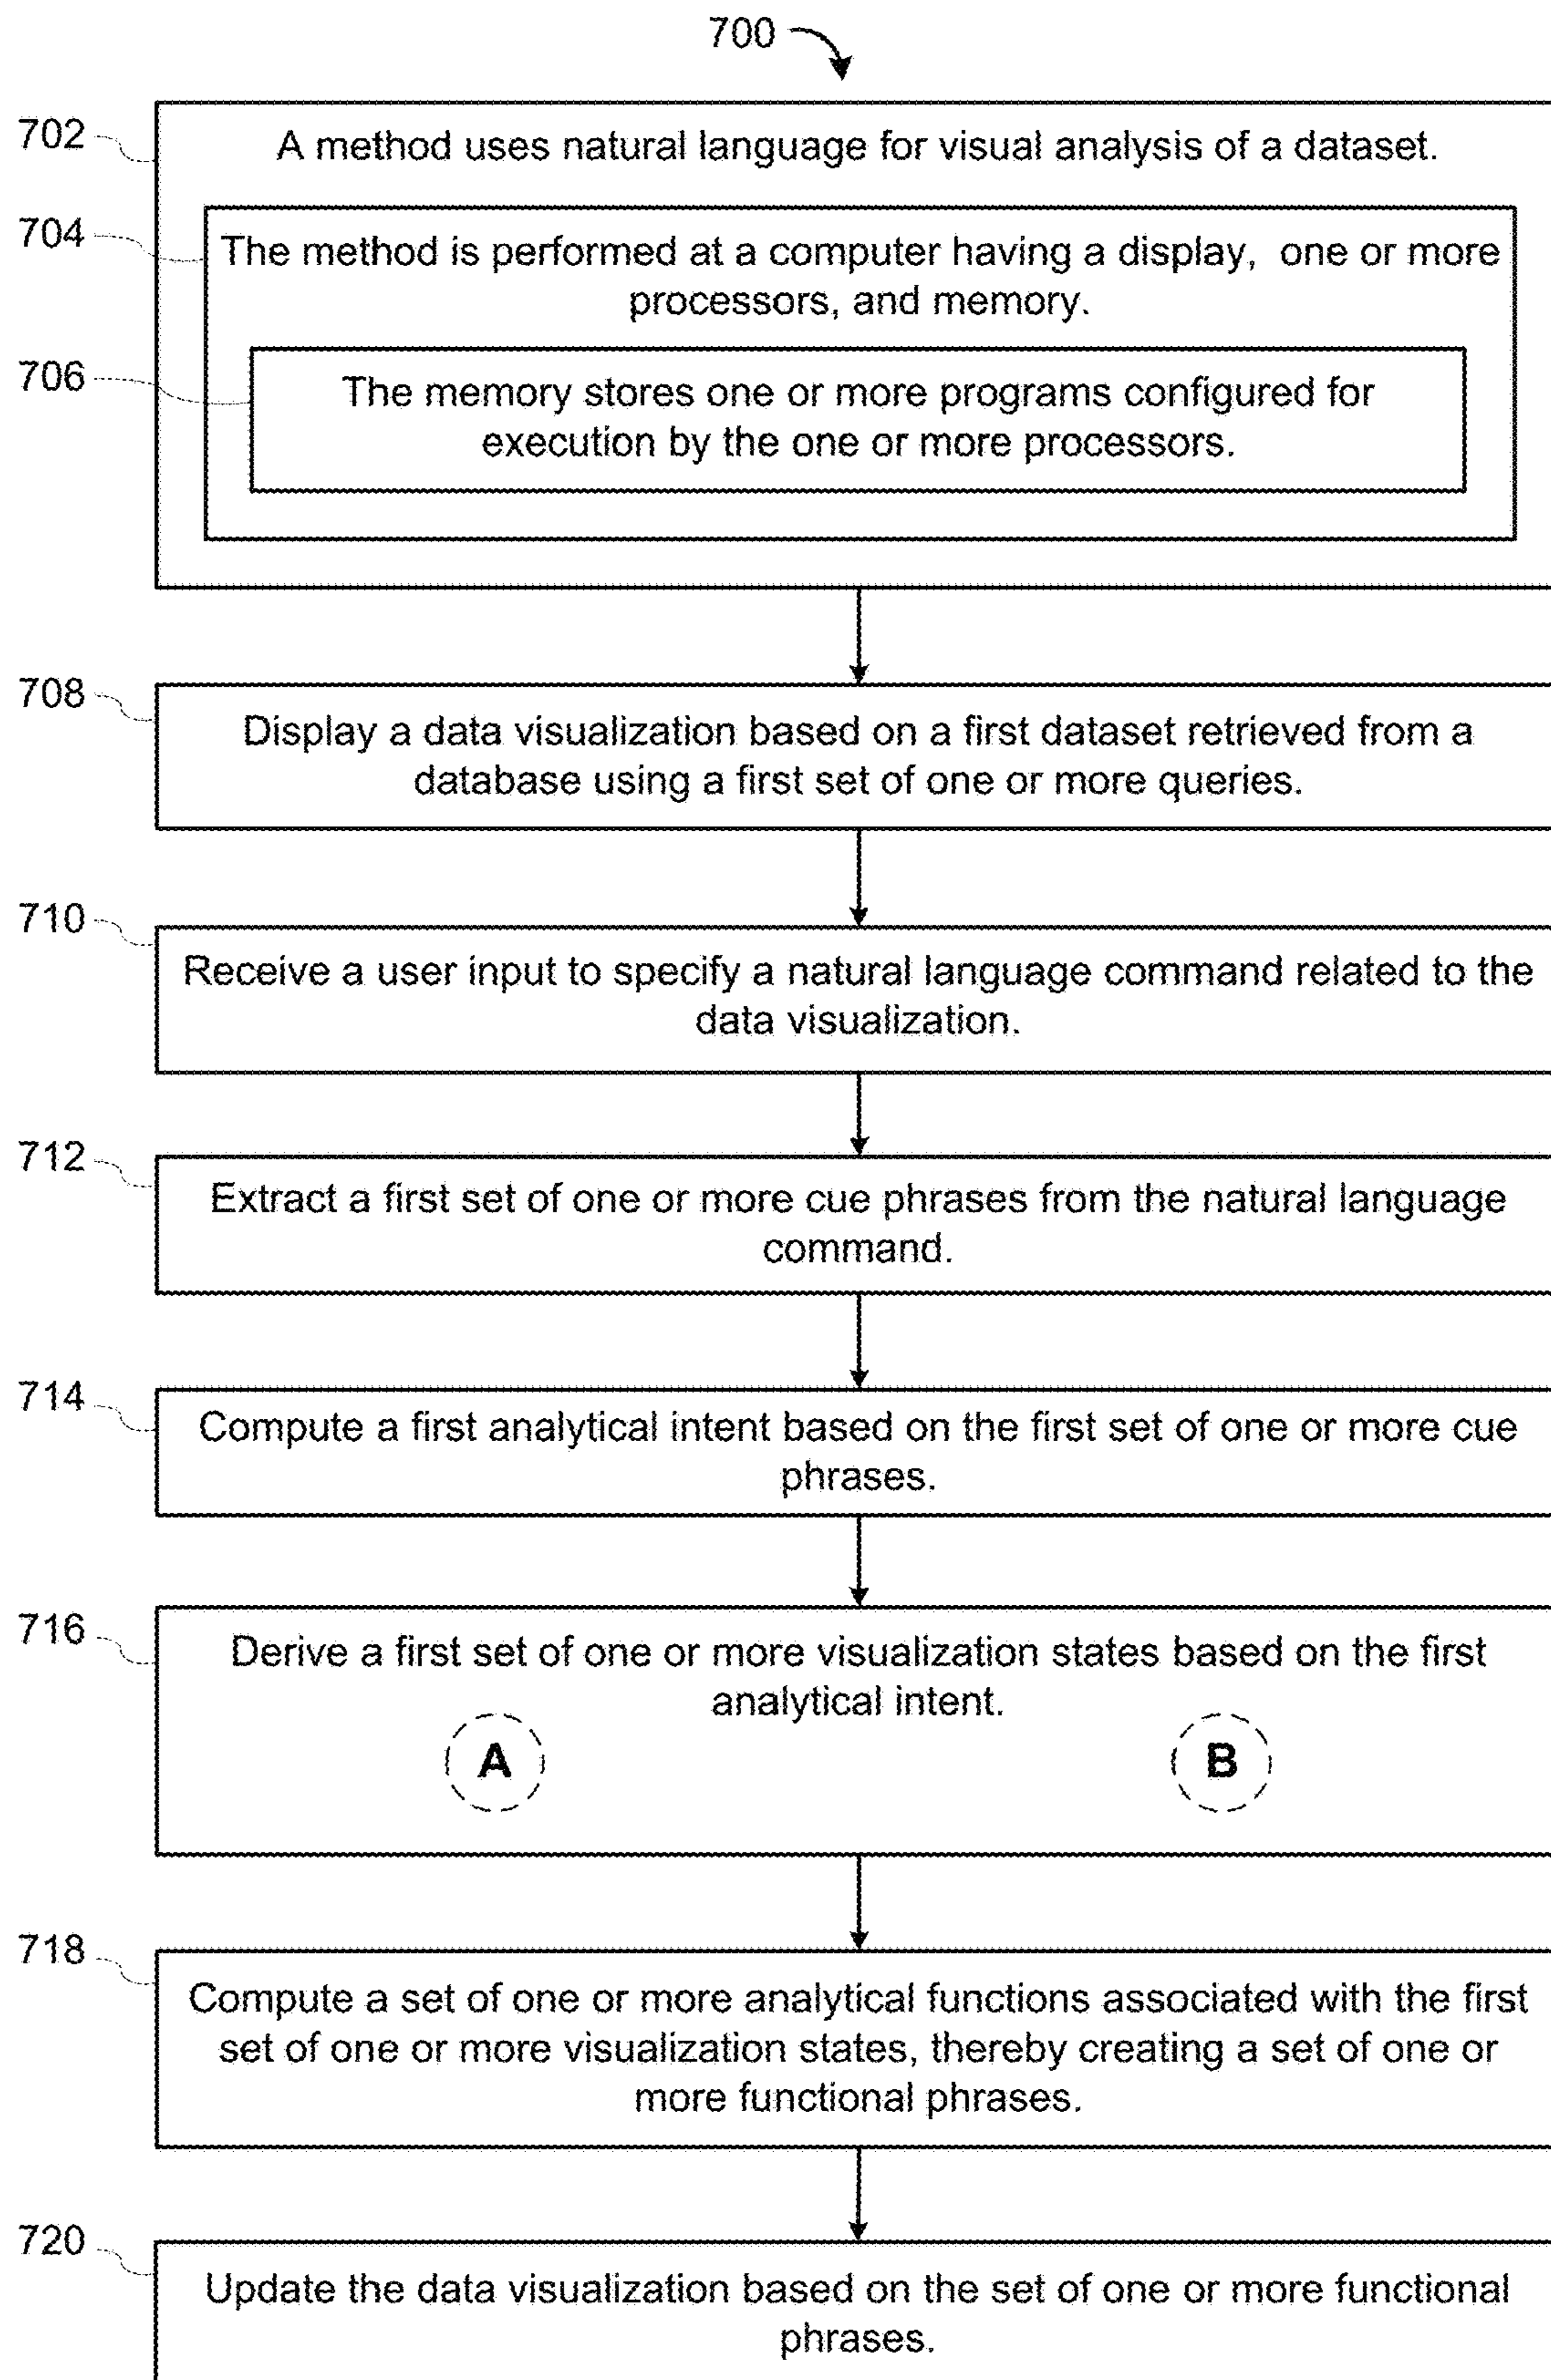 700
702
A method uses natural language for visual analysis of a dataset.
704
The method is performed at a computer having a display, one or more
processors, and memory.
706
The memory stores one or more programs configured for
execution by the one or more processors.
708
Display a data visualization based on a first dataset retrieved from a
database using a first set of one or more queries.
710
Receive a user input to specify a natural language command related to the
data visualization.
712
Extract a first set of one or more cue phrases from the natural language
command.
714
Compute a first analytical intent based on the first set of one or more cue
phrases.
716
Derive a first set of one or more visualization states based on the first
analytical intent.
A
B
718
Compute a set of one or more analytical functions associated with the first
set of one or more visualization states, thereby creating a set of one or
more functional phrases.
720
Update the data visualization based on the set of one or more functional
phrases.